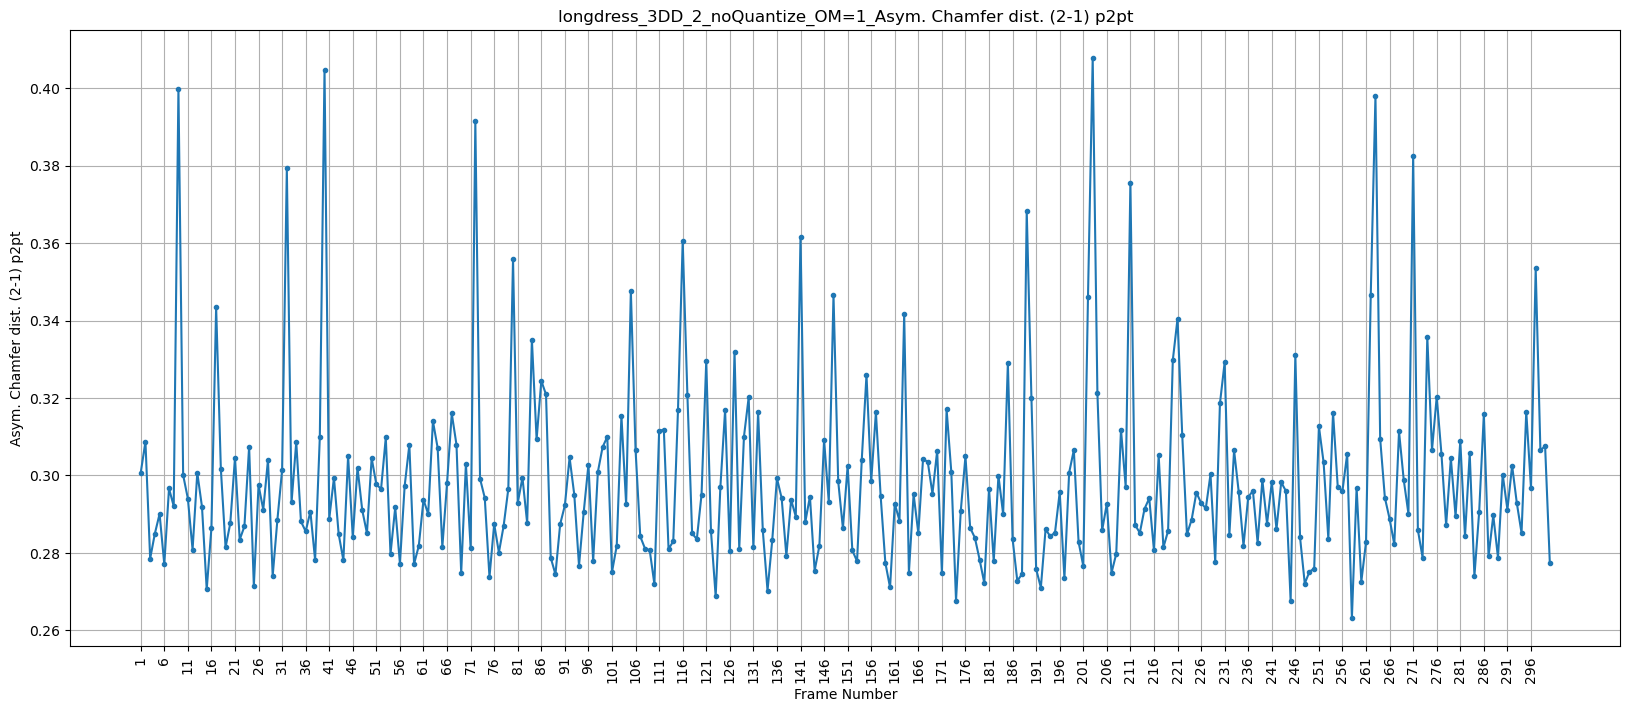 longdress_3DD_2_noQuantize_OM=1_Asym. Chamfer dist. (2-1) p2pt
Asym. Chamfer dist. (2-1) p2pt
0.40
0.38
0.36
0.34
0.32
0.30
0.28
0.26
1 6 11 16 21 26 31 36 41 46 51 56 61 66 71 76 81 86 91 96 101 106 111 116 121 126 131 136 141 146 151 156 161 166 171 176 181 186 191 196 201 206 211 216 221 226 231 236 241 246 251 256 261 266 271 276 281 286 291 296
Frame Number